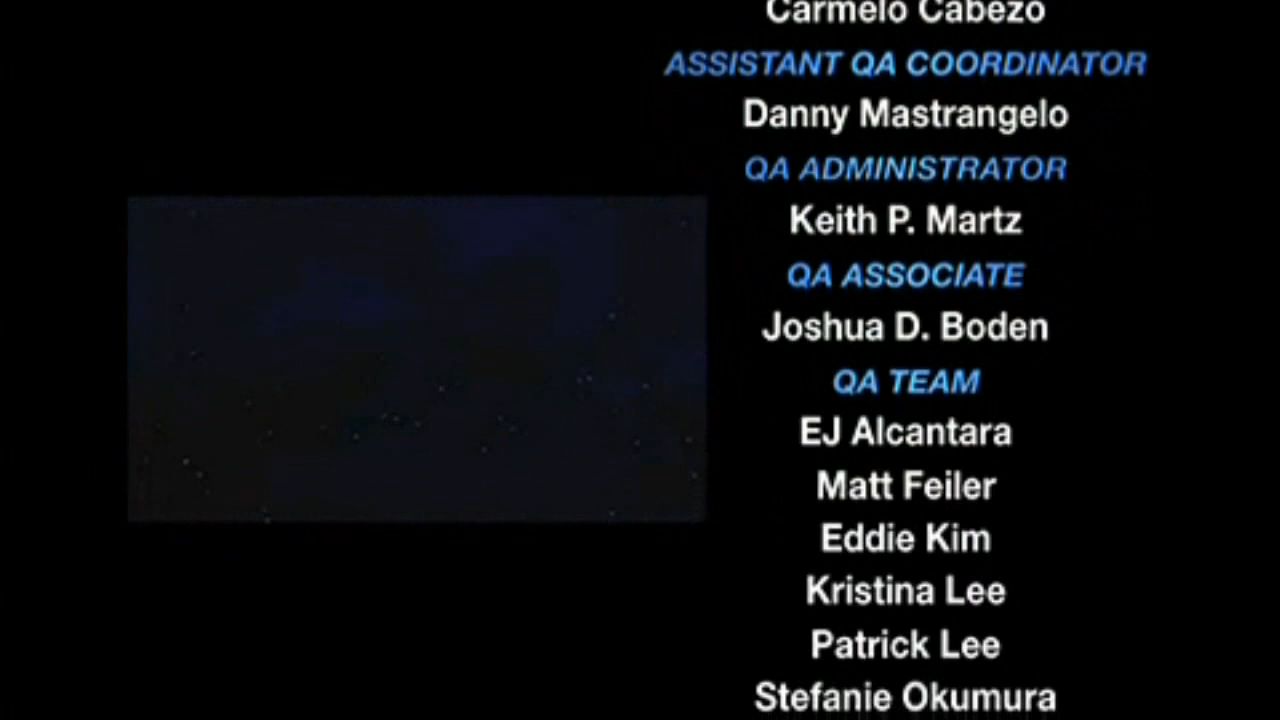 Carmelo Cabezo
ASSISTANT QA COORDINATOR
Danny Mastrangelo
QA ADMINISTRATOR
Keith P. Martz
QA ASSOCIATE
Joshua D. Boden
QA TEAM
EJ Alcantara
Matt Feiler
Eddie Kim
Kristina Lee
Patrick Lee
Stefanie Okumura